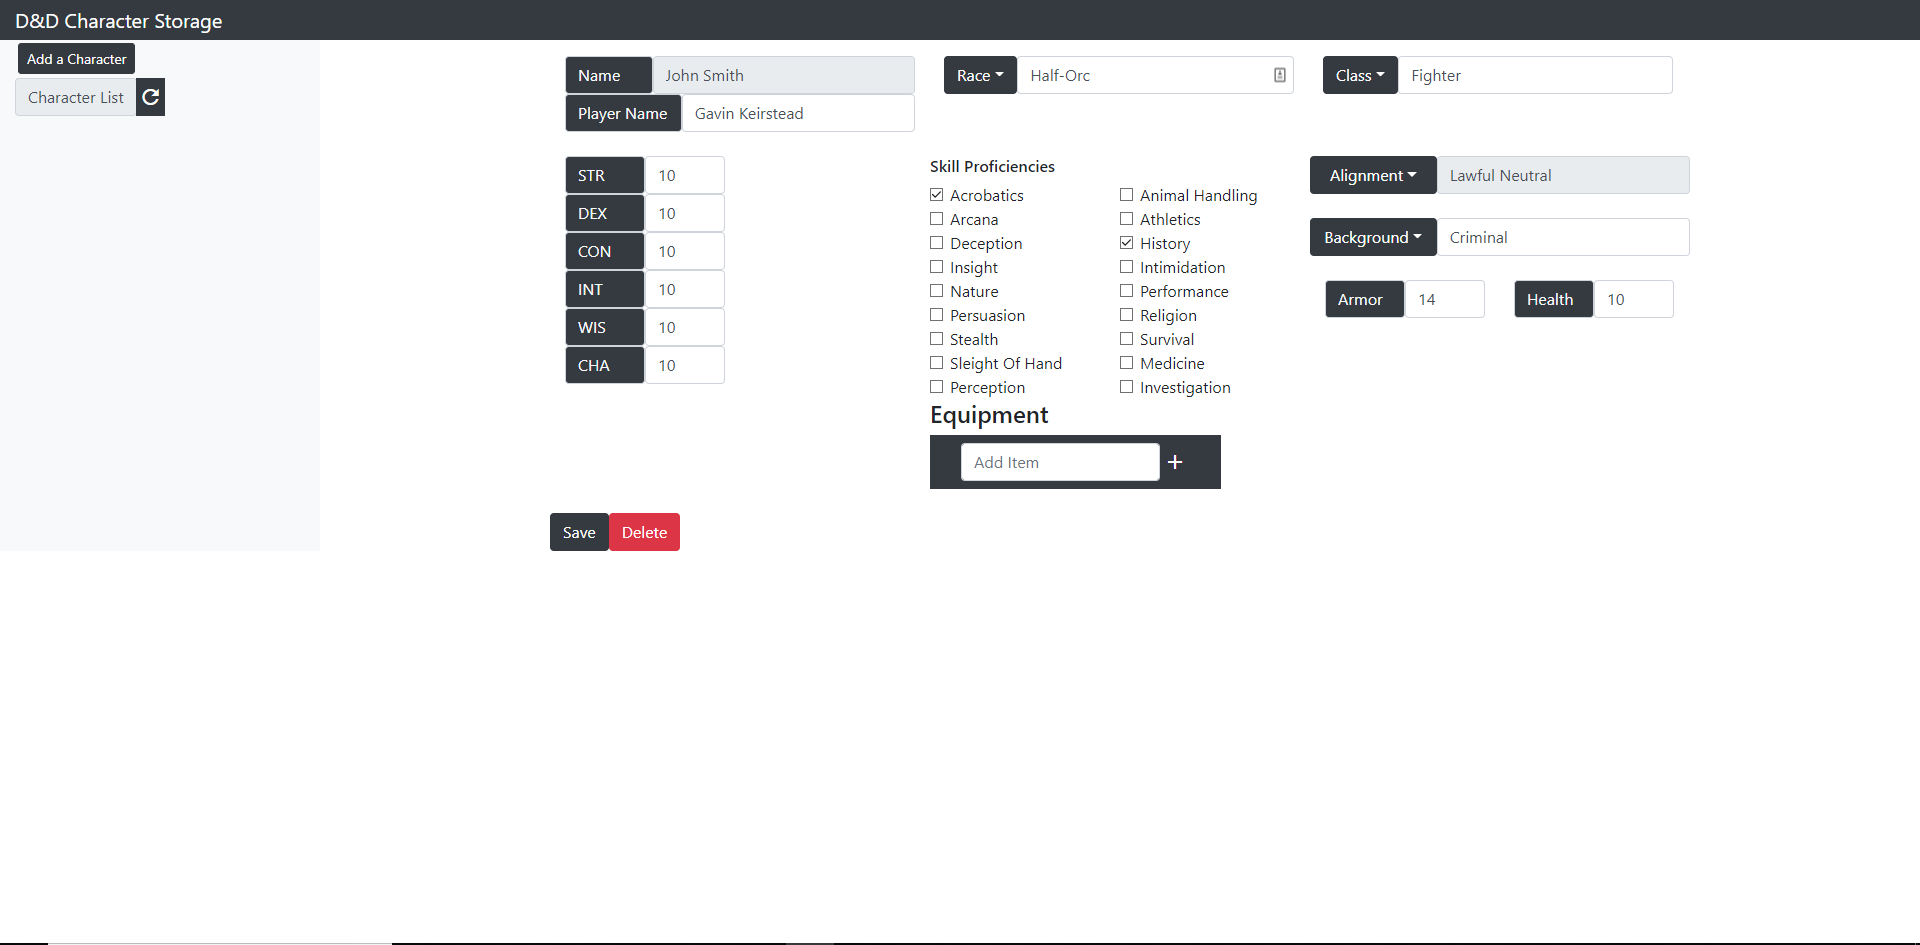 D&D Character Storage
Add a Character
Character List
Name John Smith
Player Name Gavin Keirstead
Race Half-Orc
Class Fighter
STR 10
DEX 10
CON 10
INT 10
WIS 10
CHA 10
Skill Proficiencies
Acrobatics Animal Handling
Arcana Athletics
Deception History
Insight Intimidation
Nature Performance
Persuasion Religion
Stealth Survival
Sleight Of Hand Medicine
Perception Investigation
Equipment
Add Item
Alignment Lawful Neutral
Background Criminal
Armor 14 Health 10
Save Delete